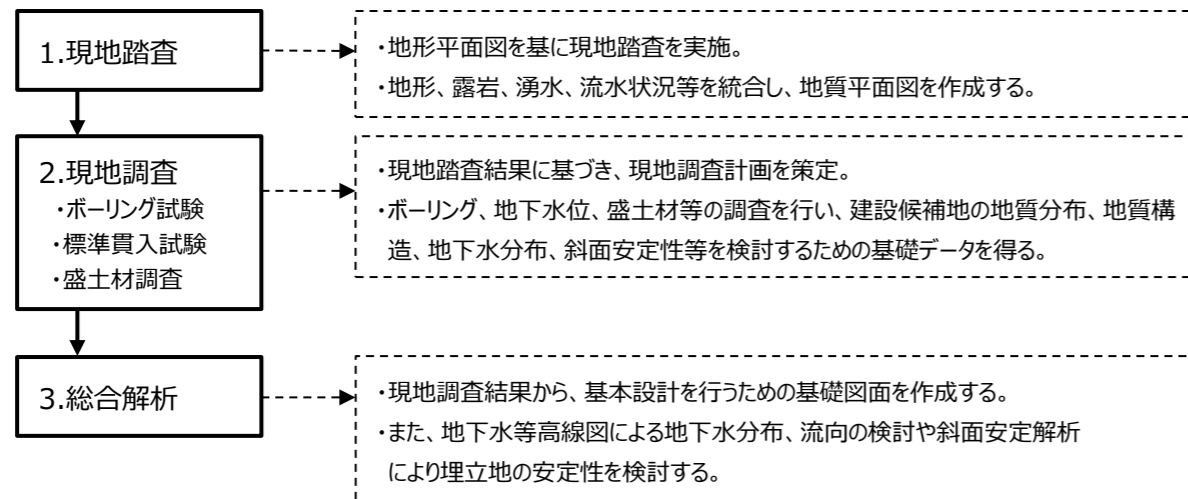 1.現地踏査
・地形平面図を基に現地踏査を実施。
・地形、露岩、湧水、流水状況等を統合し、地質平面図を作成する。
2.現地調査
・ボーリング試験
・標準貫入試験
・盛土材調査
・現地踏査結果に基づき、現地調査計画を策定。
・ボーリング、地下水位、盛土材等の調査を行い、建設候補地の地質分布、地質構
造、地下水分布、斜面安定性等を検討するための基礎データを得る。
3.総合解析
・現地調査結果から、基本設計を行うための基礎図面を作成する。
・また、地下水等高線図による地下水分布、流向の検討や斜面安定解析
により埋立地の安定性を検討する。